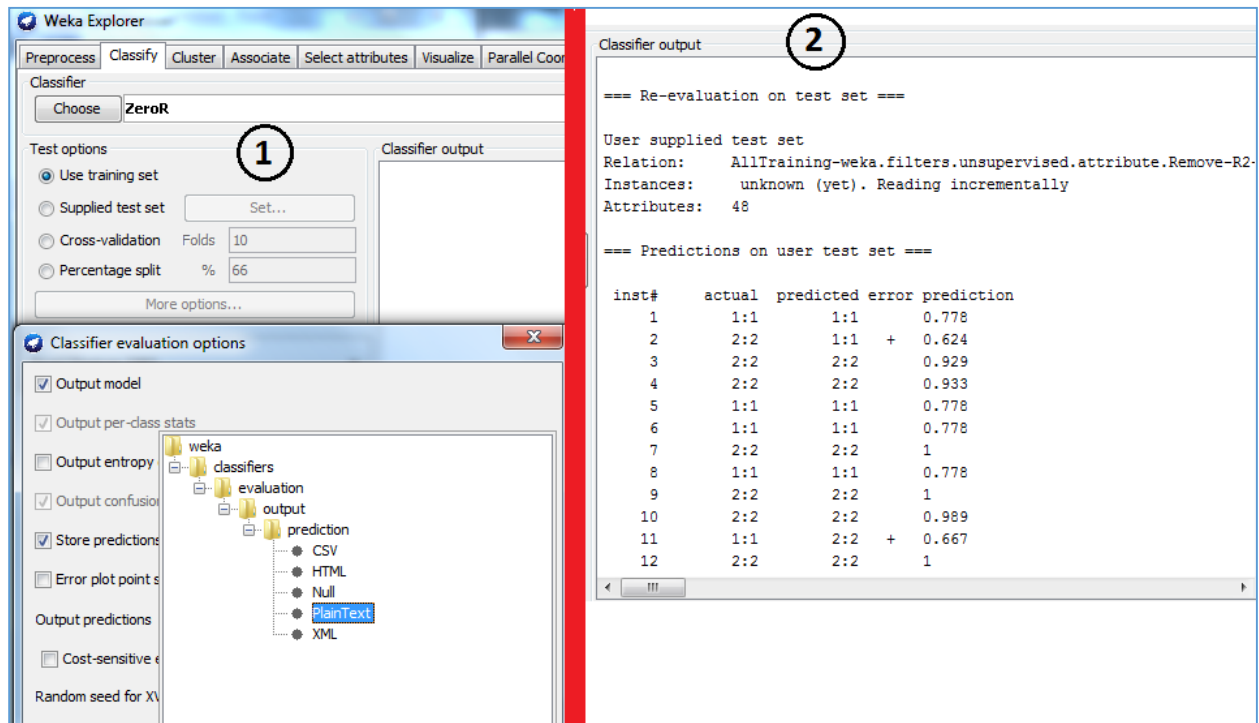 Weka Explorer
Preprocess Classify Cluster Associate Select attributes Visualize Parallel Coor
Classifier
Choose ZeroR
Test options
1
Classifier output
Use training set
Supplied test set Set...
Cross-validation Folds 10
Percentage split % 66
More options...
Classifier evaluation options
Output model
Output per-class stats
Output entropy
Output confusion
Store predictions
Error plot point s
Output predictions
Cost-sensitive e
Random seed for XV
weka
classifiers
evaluation
output
prediction
CSV
HTML
Null
PlainText
XML
Classifier output
2
=== Re-evaluation on test set ===
User supplied test set
Relation: AllTraining-weka.filters.unsupervised.attribute.Remove-R2-
Instances: unknown (yet). Reading incrementally
Attributes: 48
=== Predictions on user test set ===
inst# actual predicted error prediction
1 1:1 1:1 0.778
2 2:2 1:1 + 0.624
3 2:2 2:2 0.929
4 2:2 2:2 0.933
5 1:1 1:1 0.778
6 1:1 1:1 0.778
7 2:2 2:2 1
8 1:1 1:1 0.778
9 2:2 2:2 1
10 2:2 2:2 0.989
11 1:1 2:2 + 0.667
12 2:2 2:2 1